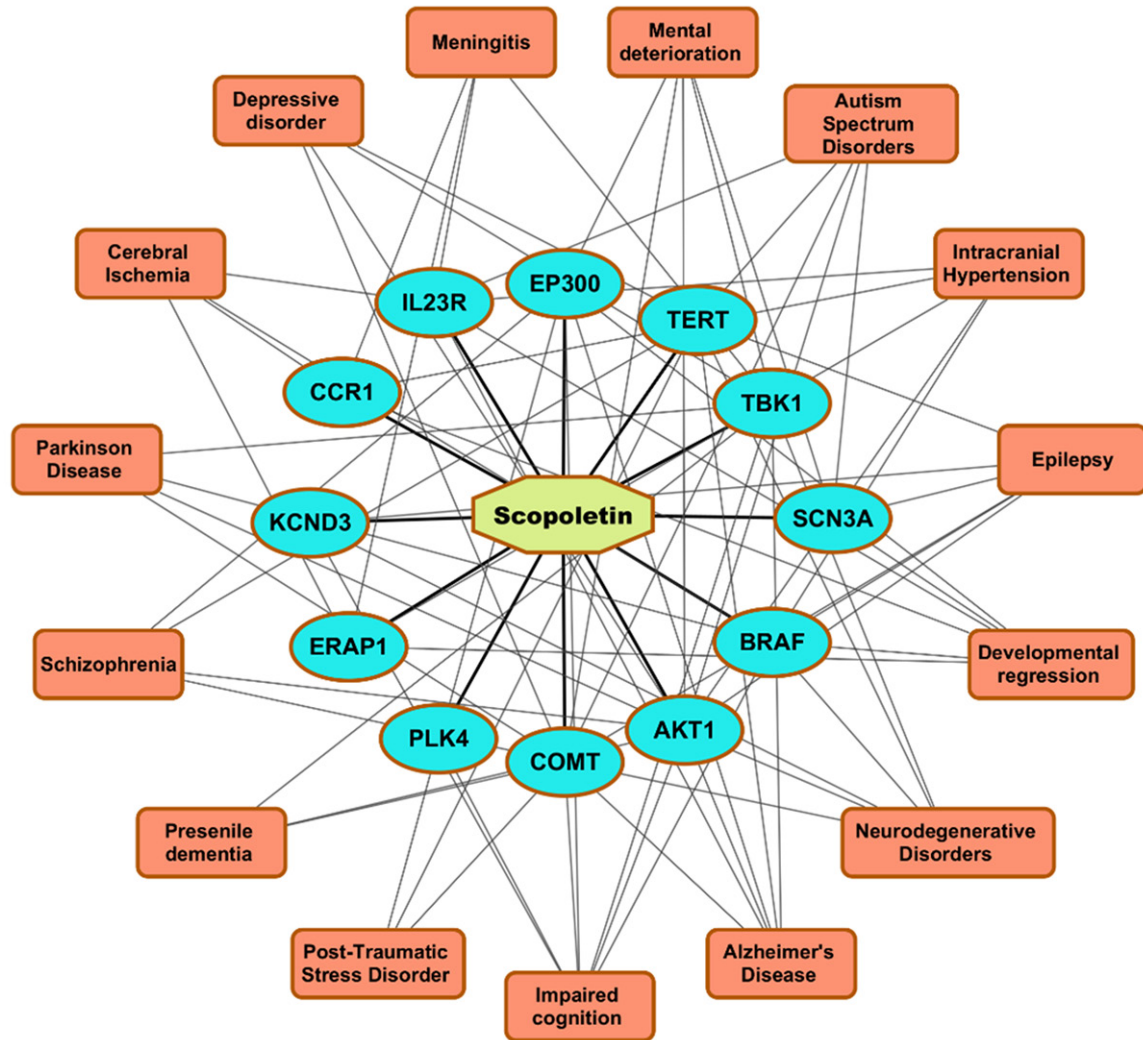 Meningitis
Mental
deterioration
Depressive
disorder
Autism
Spectrum
Disorders
Cerebral
Ischemia
Intracranial
Hypertension
EP300
IL23R
TERT
CCR1
TBK1
Parkinson
Disease
Epilepsy
KCND3
Scopoletin
SCN3A
ERAP1
BRAF
Schizophrenia
Developmental
regression
PLK4
AKT1
COMT
Presenile
dementia
Neurodegenerative
Disorders
Post-Traumatic
Stress Disorder
Alzheimer's
Disease
Impaired
cognition